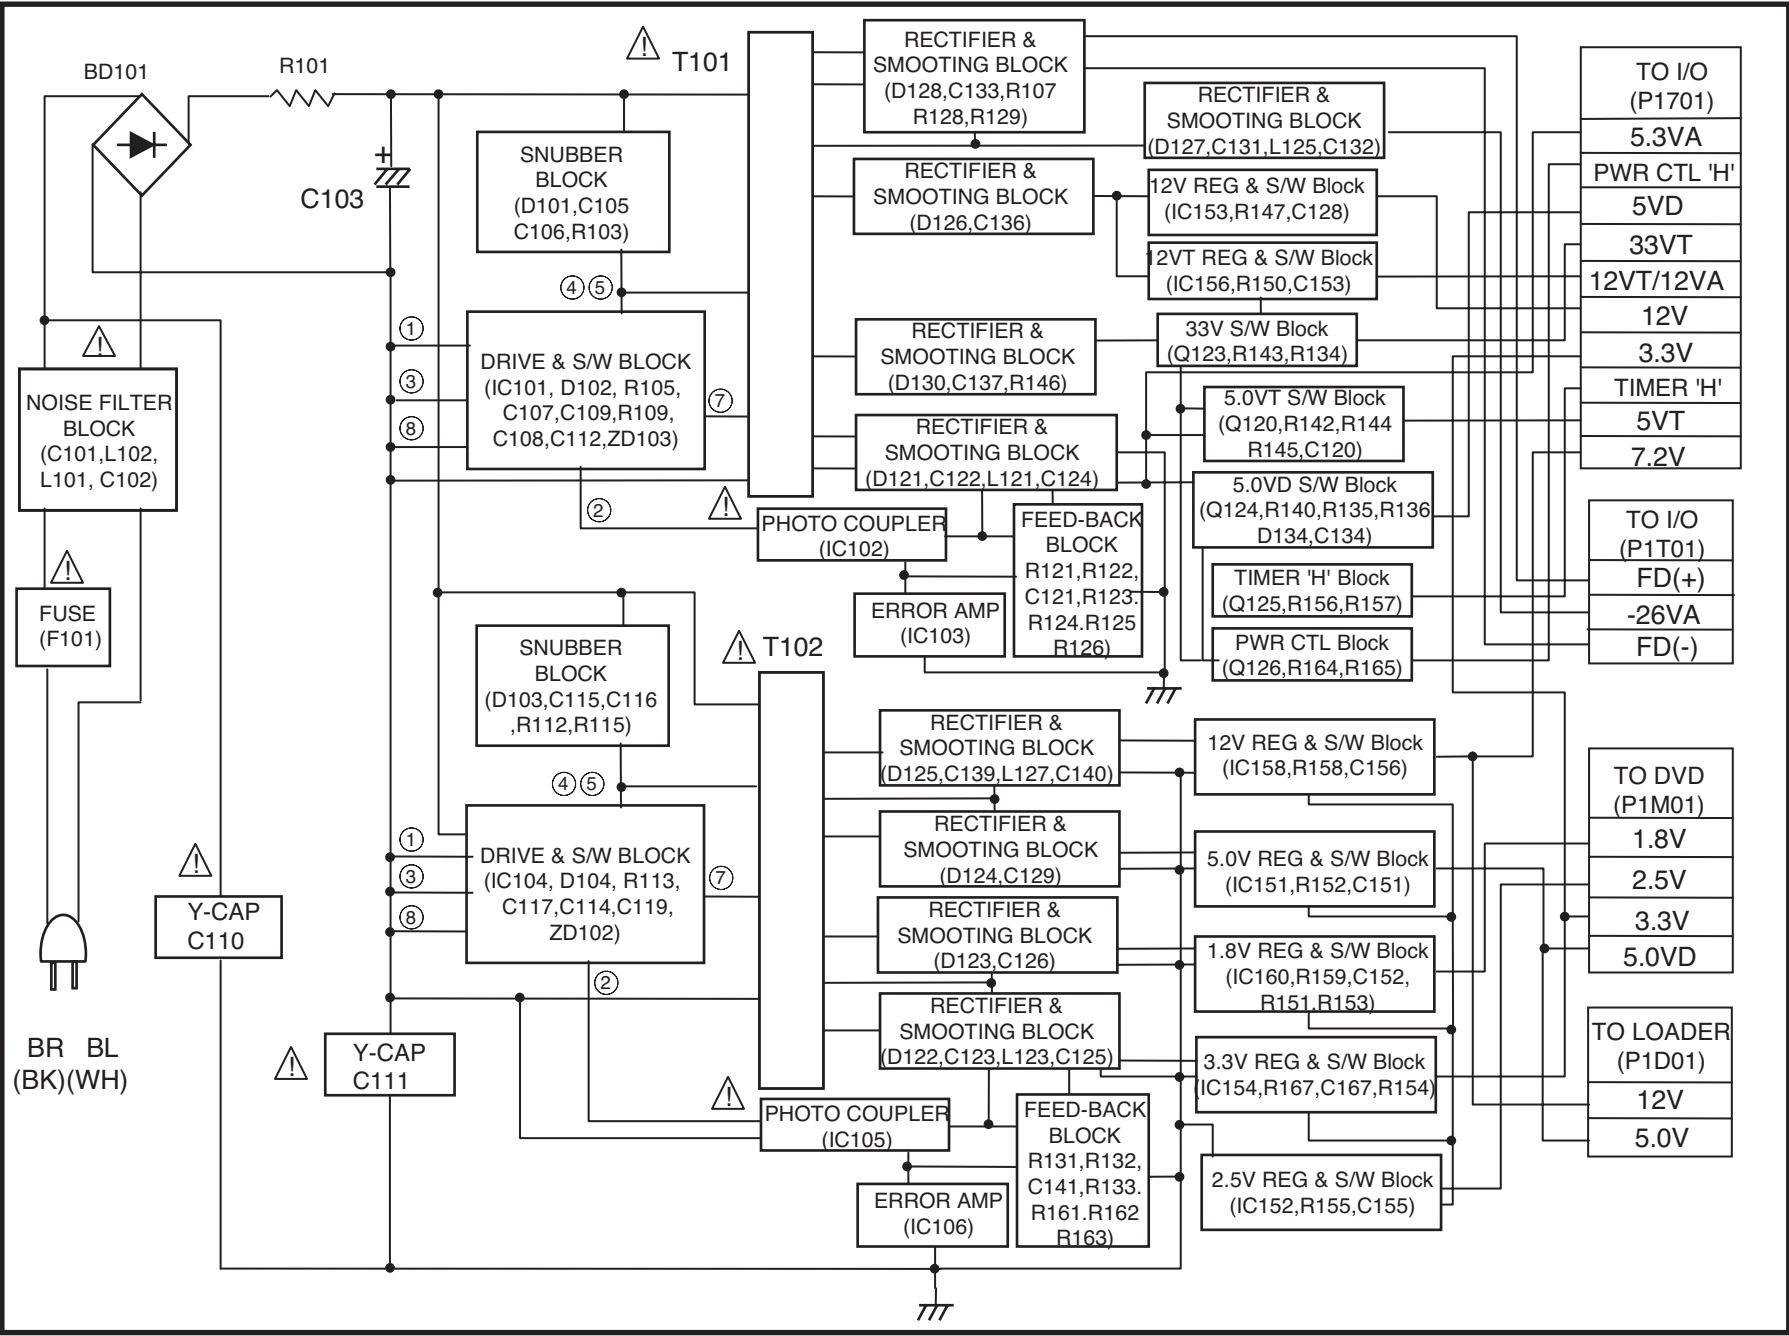 BD101
R101
C103
T101
SNUBBER
BLOCK
(D101,C105
C106,R103)
④ ⑤
①
③
⑧
DRIVE & S/W BLOCK
(IC101, D102, R105,
C107,C109,R109,
C108,C112,ZD103)
⑦
②
NOISE FILTER
BLOCK
(C101,L102,
L101, C102)
FUSE
(F101)
Y-CAP
C110
BR BL
(BK)(WH)
Y-CAP
C111
SNUBBER
BLOCK
(D103,C115,C116
,R112,R115)
④ ⑤
①
③
⑧
DRIVE & S/W BLOCK
(IC104, D104, R113,
C117,C114,C119,
ZD102)
⑦
②
T102
RECTIFIER &
SMOOTING BLOCK
(D128,C133,R107
R128,R129)
RECTIFIER &
SMOOTING BLOCK
(D127,C131,L125,C132)
RECTIFIER &
SMOOTING BLOCK
(D126,C136)
12V REG & S/W Block
(IC153,R147,C128)
12VT REG & S/W Block
(IC156,R150,C153)
RECTIFIER &
SMOOTING BLOCK
(D130,C137,R146)
33V S/W Block
(Q123,R143,R134)
RECTIFIER &
SMOOTING BLOCK
(D121,C122,L121,C124)
5.0VT S/W Block
(Q120,R142,R144
R145,C120)
5.0VD S/W Block
(Q124,R140,R135,R136
D134,C134)
PHOTO COUPLER
(IC102)
ERROR AMP
(IC103)
FEED-BACK
BLOCK
R121,R122,
C121,R123.
R124.R125
R126)
TIMER 'H' Block
(Q125,R156,R157)
PWR CTL Block
(Q126,R164,R165)
RECTIFIER &
SMOOTING BLOCK
(D125,C139,L127,C140)
RECTIFIER &
SMOOTING BLOCK
(D124,C129)
RECTIFIER &
SMOOTING BLOCK
(D123,C126)
RECTIFIER &
SMOOTING BLOCK
(D122,C123,L123,C125)
12V REG & S/W Block
(IC158,R158,C156)
5.0V REG & S/W Block
(IC151,R152,C151)
1.8V REG & S/W Block
(IC160,R159,C152,
R151,R153)
3.3V REG & S/W Block
(IC154,R167,C167,R154)
2.5V REG & S/W Block
(IC152,R155,C155)
PHOTO COUPLER
(IC105)
ERROR AMP
(IC106)
FEED-BACK
BLOCK
R131,R132,
C141,R133.
R161.R162
R163)
TO I/O
(P1701)
5.3VA
PWR CTL 'H'
5VD
33VT
12VT/12VA
12V
3.3V
TIMER 'H'
5VT
7.2V
TO I/O
(P1T01)
FD(+)
-26VA
FD(-)
TO DVD
(P1M01)
1.8V
2.5V
3.3V
5.0VD
TO LOADER
(P1D01)
12V
5.0V